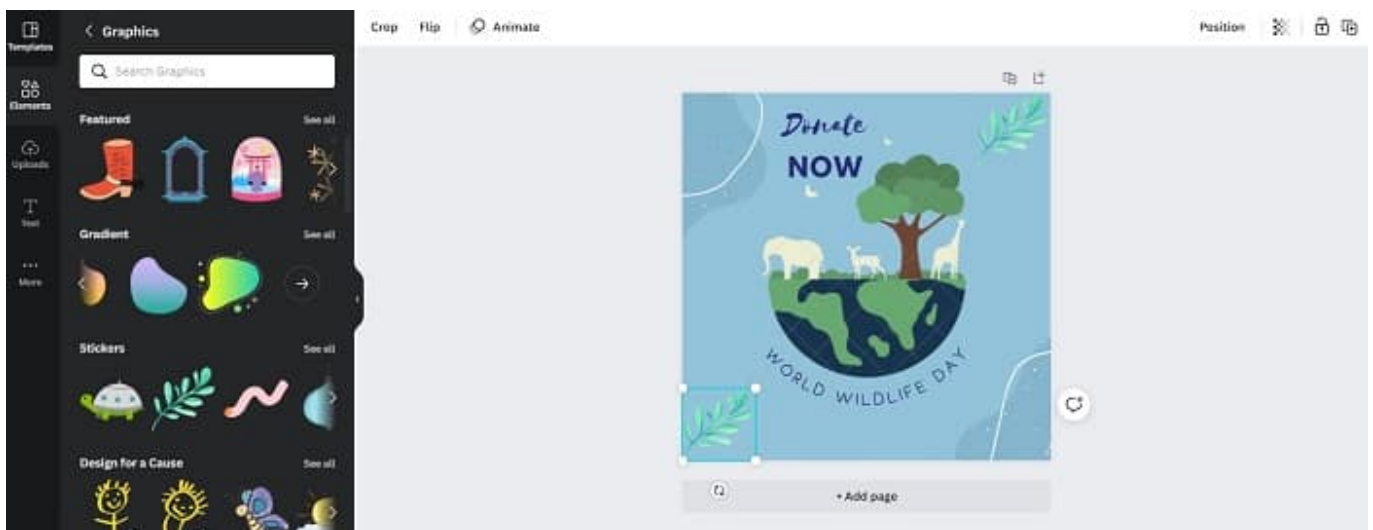 Templates
Elements
Uploads
Text
More
Graphics
Search Graphics
Featured
See all
Gradient
See all
Stickers
See all
Design for a Cause
See all
Crop
Flip
Animate
Position
Donate
NOW
WORLD WILDLIFE DAY
+ Add page